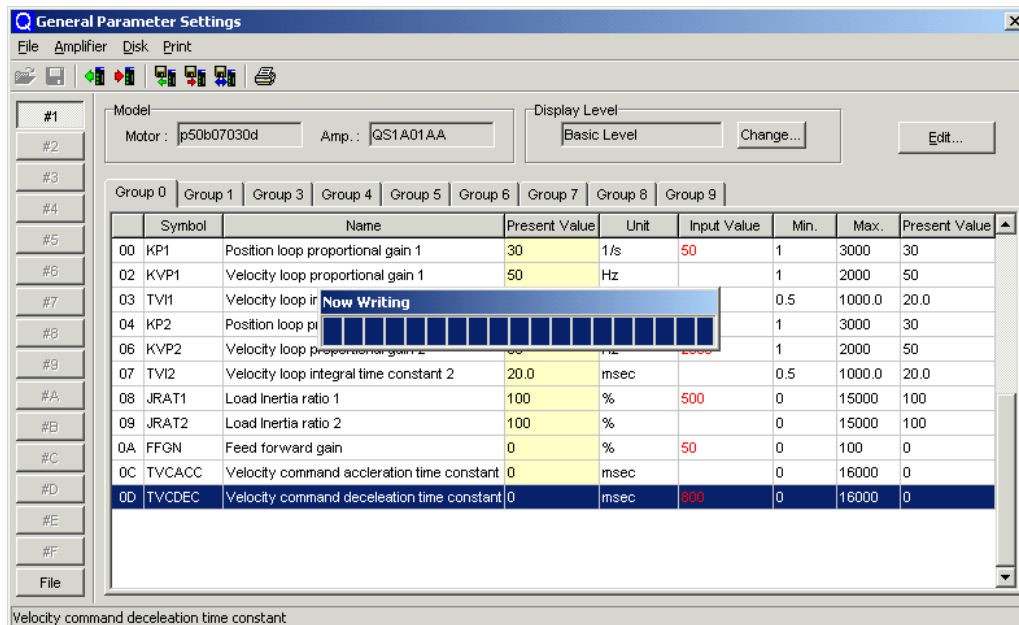 General Parameter Settings
File Amplifier Disk Print
#1
#2
#3
#4
#5
#6
#7
#8
#9
#A
#B
#C
#D
#E
#F
File
Model
Motor : p50b07030d Amp. : QS1A01AA
Display Level
Basic Level Change...
Edit...
Group 0 Group 1 Group 3 Group 4 Group 5 Group 6 Group 7 Group 8 Group 9
Symbol Name Present Value Unit Input Value Min. Max. Present Value
00 KP1 Position loop proportional gain 1 30 1/s 50 1 3000 30
02 KVP1 Velocity loop proportional gain 1 50 Hz 1 2000 50
03 TVI1 Velocity loop 0.5 1000.0 20.0
Now Writing
04 KP2 Position loop 1 3000 30
06 KVP2 Velocity loop proportional gain 2 Hz 1 2000 50
07 TVI2 Velocity loop integral time constant 2 20.0 msec 0.5 1000.0 20.0
08 JRAT1 Load Inertia ratio 1 100 % 500 0 15000 100
09 JRAT2 Load Inertia ratio 2 100 % 0 15000 100
0A FFGN Feed forward gain 0 % 50 0 100 0
0C TVCACC Velocity command accleration time constant 0 msec 0 16000 0
0D TVCDEC Velocity command deceleation time constant 0 msec 800 0 16000 0
Velocity command deceleation time constant